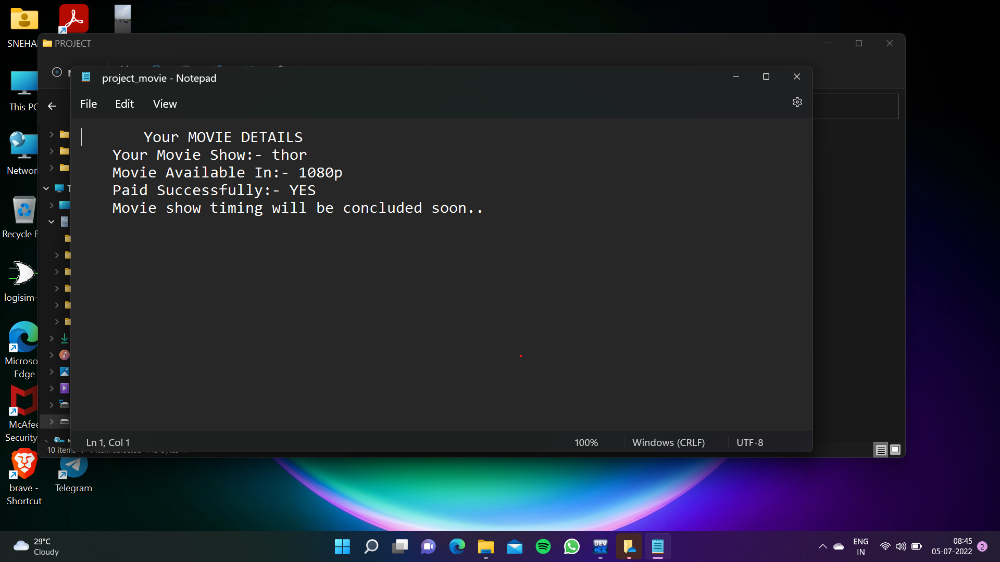 SNEHA
PROJECT
project_movie - Notepad
File Edit View
Your MOVIE DETAILS
Your Movie Show:- thor
Movie Available In:- 1080p
Paid Successfully:- YES
Movie show timing will be concluded soon..
Ln 1, Col 1
100%
Windows (CRLF)
UTF-8
10 items
This PC
Network
Recycle B
logisim-
Microso
Edge
McAfee
Security
brave -
Shortcut
Telegram
29°C
Cloudy
DEV
ENG
IN
08:45
05-07-2022
2